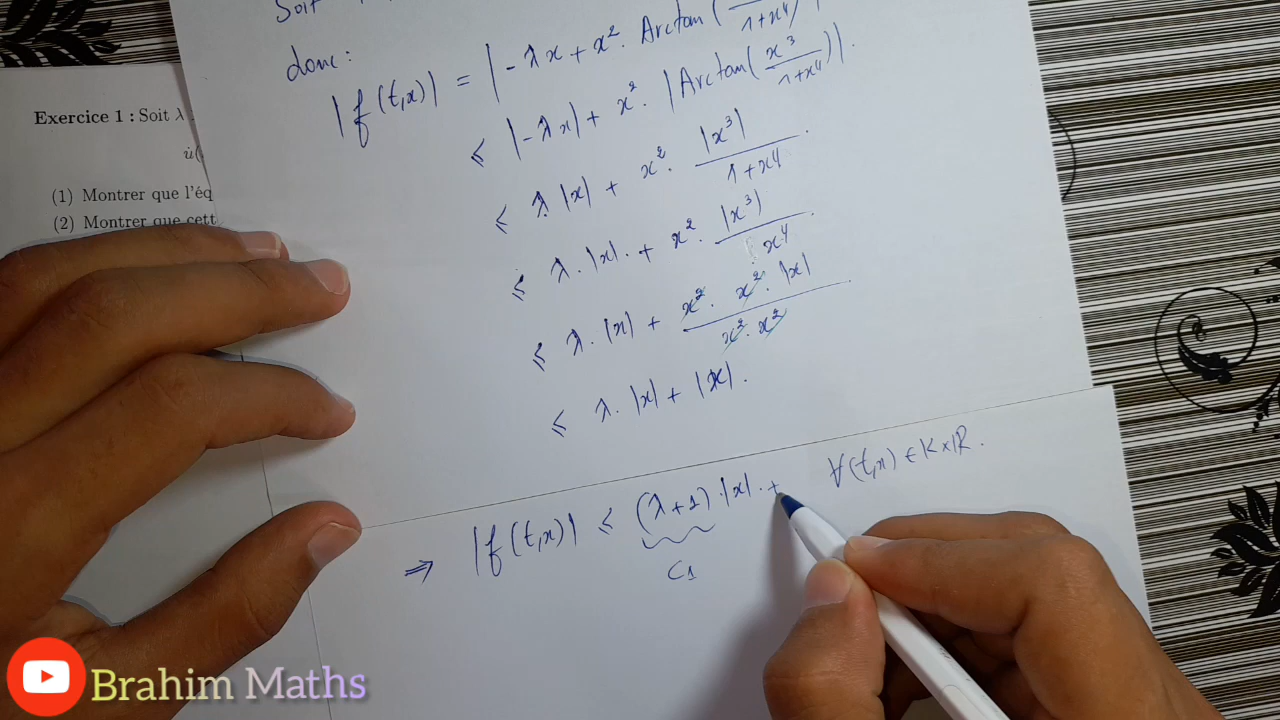 Soit
donc:
|f(t,x)| = |-λx + x². Arctan( 1+x⁴)
≤ |-λx| + x². |Arctan(x³/1+x⁴)|.
≤ λ.|x| + x². |x³|/1+x⁴.
≤ λ.|x|. + x². |x³|/x⁴.
≤ λ.|x| + x². x².|x|/x².x².
≤ λ.|x| + |x|.
⇒ |f(t,x)| ≤ (λ+1).|x|. + ∀(t,x) ∈ K×ℝ.
C1
Exercice 1 : Soit λ
u̇(
(1) Montrer que l'éq
(2) Montrer que cett
Brahim Maths